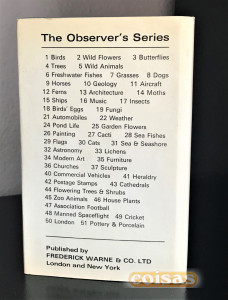 The Observer's Series
1 Birds 2 Wild Flowers 3 Butterflies
4 Trees 5 Wild Animals
6 Freshwater Fishes 7 Grasses 8 Dogs
9 Horses 10 Geology 11 Aircraft
12 Ferns 13 Architecture 14 Moths
15 Ships 16 Music 17 Insects
18 Birds' Eggs 19 Fungi
21 Automobiles 22 Weather
24 Pond Life 25 Garden Flowers
26 Painting 27 Cacti 28 Sea Fishes
29 Flags 30 Cats 31 Sea & Seashore
32 Astronomy 33 Lichens
34 Modern Art 35 Furniture
36 Churches 37 Sculpture
40 Commercial Vehicles 41 Heraldry
42 Postage Stamps 43 Cathedrals
44 Flowering Trees & Shrubs
45 Zoo Animals 46 House Plants
47 Association Football
48 Manned Spaceflight 49 Cricket
50 London 51 Pottery & Porcelain
Published by
FREDERICK WARNE & CO. LTD
London and New York
coisas